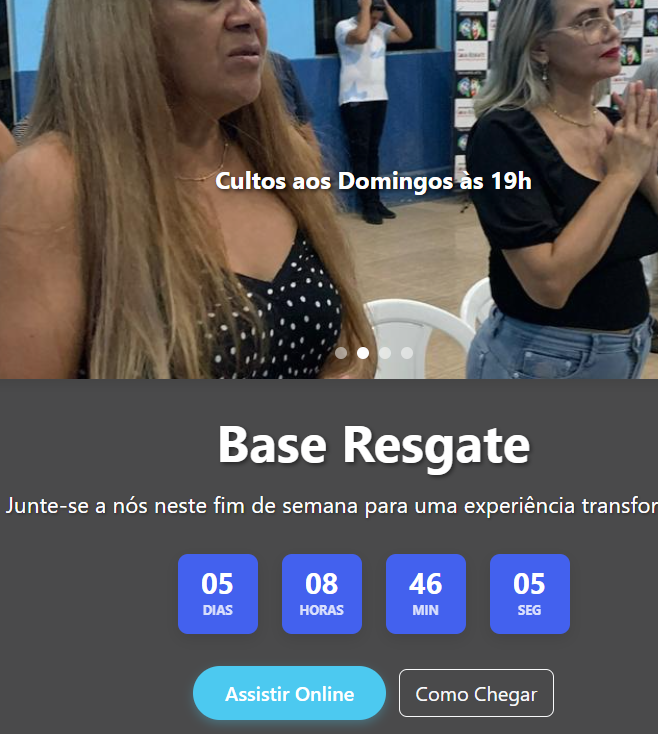 Cultos aos Domingos às 19h
Base Resgate
Junte-se a nós neste fim de semana para uma experiência transfor
05 08 46 05
DIAS HORAS MIN SEG
Assistir Online Como Chegar